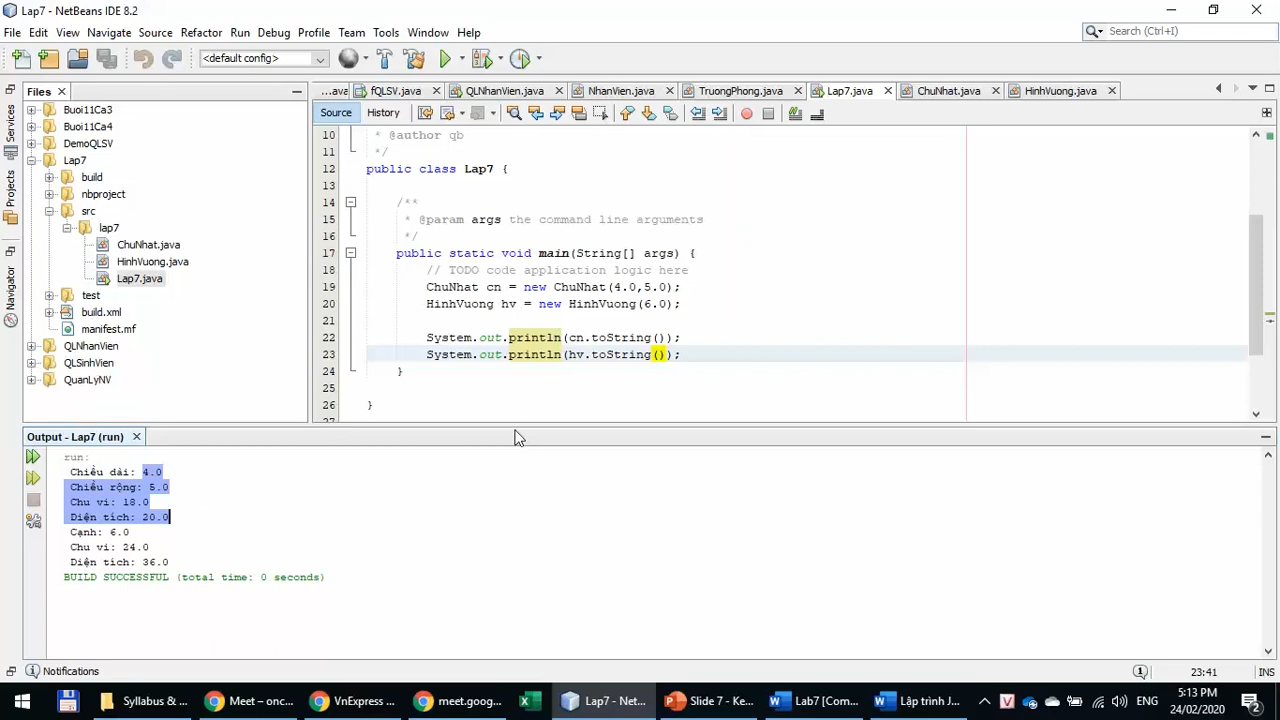 Lap7 - NetBeans IDE 8.2
File Edit View Navigate Source Refactor Run Debug Profile Team Tools Window Help
Search (Ctrl+I)
<default config>
Files
...ava fQLSV.java QLNhanVien.java NhanVien.java TruongPhong.java Lap7.java ChuNhat.java HinhVuong.java
Services
Projects
Navigator
Buoi11Ca3
Buoi11Ca4
DemoQLSV
Lap7
build
nbproject
src
lap7
ChuNhat.java
HinhVuong.java
Lap7.java
test
build.xml
manifest.mf
QLNhanVien
QLSinhVien
QuanLyNV
Source History
10 * @author qb
11 */
12 public class Lap7 {
13
14 /**
15 * @param args the command line arguments
16 */
17 public static void main(String[] args) {
18 // TODO code application logic here
19 ChuNhat cn = new ChuNhat(4.0,5.0);
20 HinhVuong hv = new HinhVuong(6.0);
22 System.out.println(cn.toString());
23 System.out.println(hv.toString());
24 }
25
26 }
27
Output - Lap7 (run)
run:
Chiều dài: 4.0
Chiều rộng: 5.0
Chu vi: 18.0
Diện tích: 20.0
Cạnh: 6.0
Chu vi: 24.0
Diện tích: 36.0
BUILD SUCCESSFUL (total time: 0 seconds)
Notifications
1
23:41 INS
Syllabus & ... Meet – onc... VnExpress ... meet.goog... Lap7 - Net... Slide 7 - Ke... Lab7 [Com... Lập trình J...
ENG
5:13 PM
24/02/2020
2